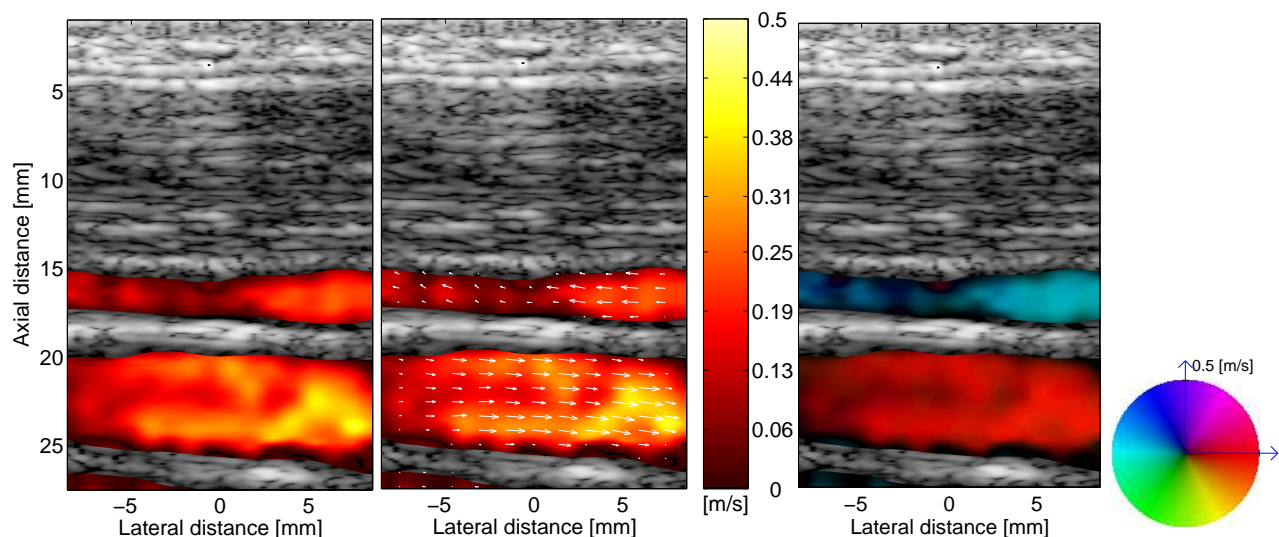 Axial distance [mm]
5
10
15
20
25
−5 0 5
Lateral distance [mm]
−5 0 5
Lateral distance [mm]
0.5
0.44
0.38
0.31
0.25
0.19
0.13
0.06
0
[m/s]
−5 0 5
Lateral distance [mm]
0.5 [m/s]